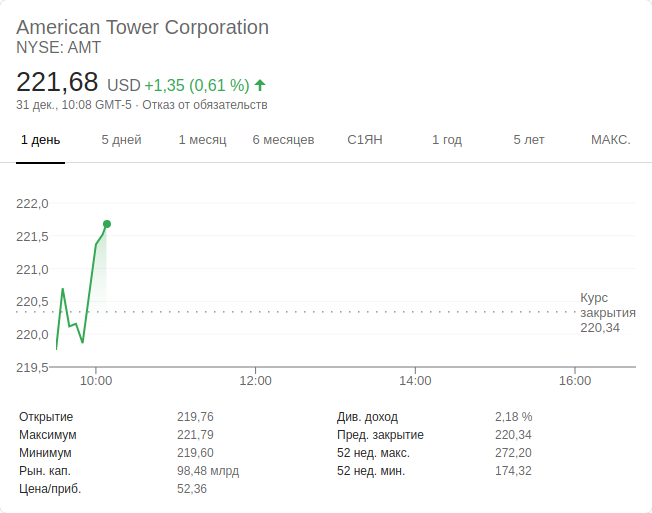 American Tower Corporation
NYSE: AMT
221,68 USD +1,35 (0,61 %)
31 дек., 10:08 GMT-5 · Отказ от обязательств
1 день 5 дней 1 месяц 6 месяцев С1ЯН 1 год 5 лет МАКС.
222,0
221,5
221,0
220,5
220,0
219,5
Курс
закрытия
220,34
10:00 12:00 14:00 16:00
Открытие 219,76 Див. доход 2,18 %
Максимум 221,79 Пред. закрытие 220,34
Минимум 219,60 52 нед. макс. 272,20
Рын. кап. 98,48 млрд 52 нед. мин. 174,32
Цена/приб. 52,36